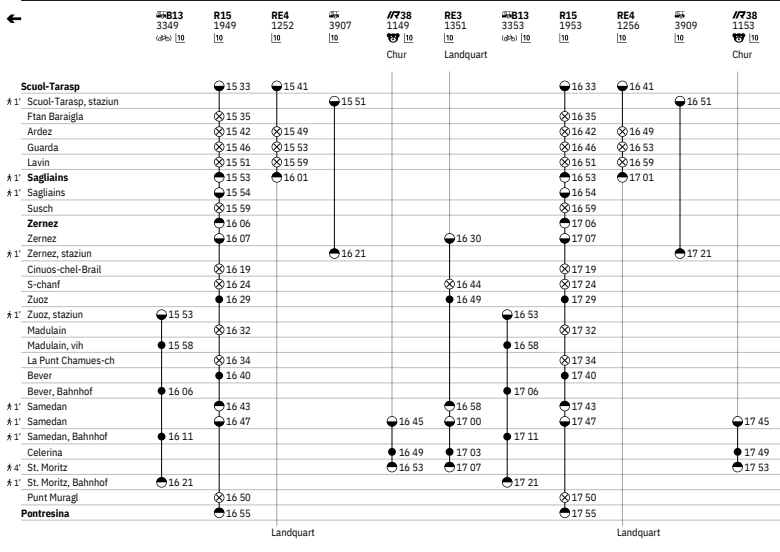 B13 R15 RE4 R38 RE3 B13 R15 RE4 R38
3349 1949 1252 3907 1149 1351 3353 1953 1256 3909 1153
10 10 10 10 10 10 10 10 10 10 10
Chur Landquart Chur
Scuol-Tarasp 15 33 15 41 16 33 16 41
1' Scuol-Tarasp, staziun 15 51 16 51
Ftan Baraigla 15 35 16 35
Ardez 15 42 15 49 16 42 16 49
Guarda 15 46 15 53 16 46 16 53
Lavin 15 51 15 59 16 51 16 59
1' Sagliains 15 53 16 01 16 53 17 01
1' Sagliains 15 54 16 54
Susch 15 59 16 59
Zernez 16 06 17 06
Zernez 16 07 16 30 17 07
1' Zernez, staziun 16 21 17 21
Cinuos-chel-Brail 16 19 17 19
S-chanf 16 24 16 44 17 24
Zuoz 16 29 16 49 17 29
1' Zuoz, staziun 15 53 16 53
Madulain 16 32 17 32
Madulain, vih 15 58 16 58
La Punt Chamues-ch 16 34 17 34
Bever 16 40 17 40
Bever, Bahnhof 16 06 17 06
1' Samedan 16 43 16 58 17 43
1' Samedan 16 47 16 45 17 00 17 47 17 45
1' Samedan, Bahnhof 16 11 17 11
Celerina 16 49 17 03 17 49
4' St. Moritz 16 53 17 07 17 53
1' St. Moritz, Bahnhof 16 21 17 21
Punt Muragl 16 50 17 50
Pontresina 16 55 17 55
Landquart Landquart